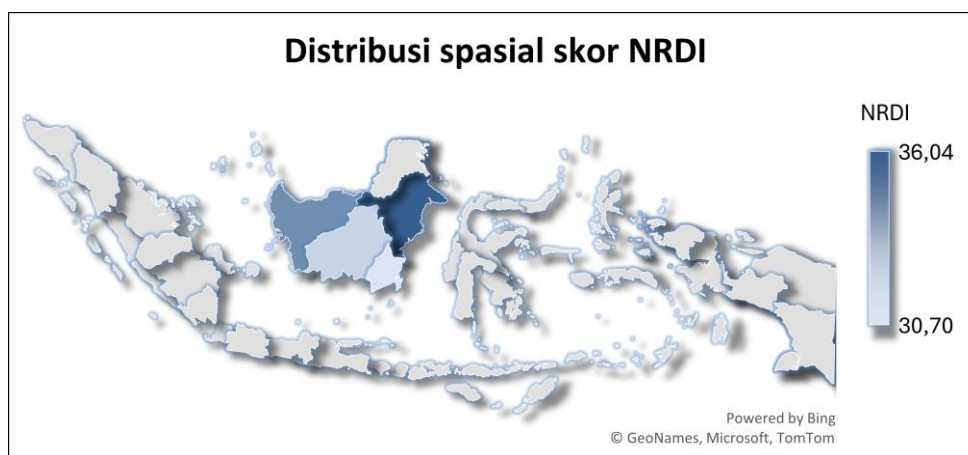 Distribusi spasial skor NRDI
NRDI
36,04
30,70
Powered by Bing
© GeoNames, Microsoft, TomTom